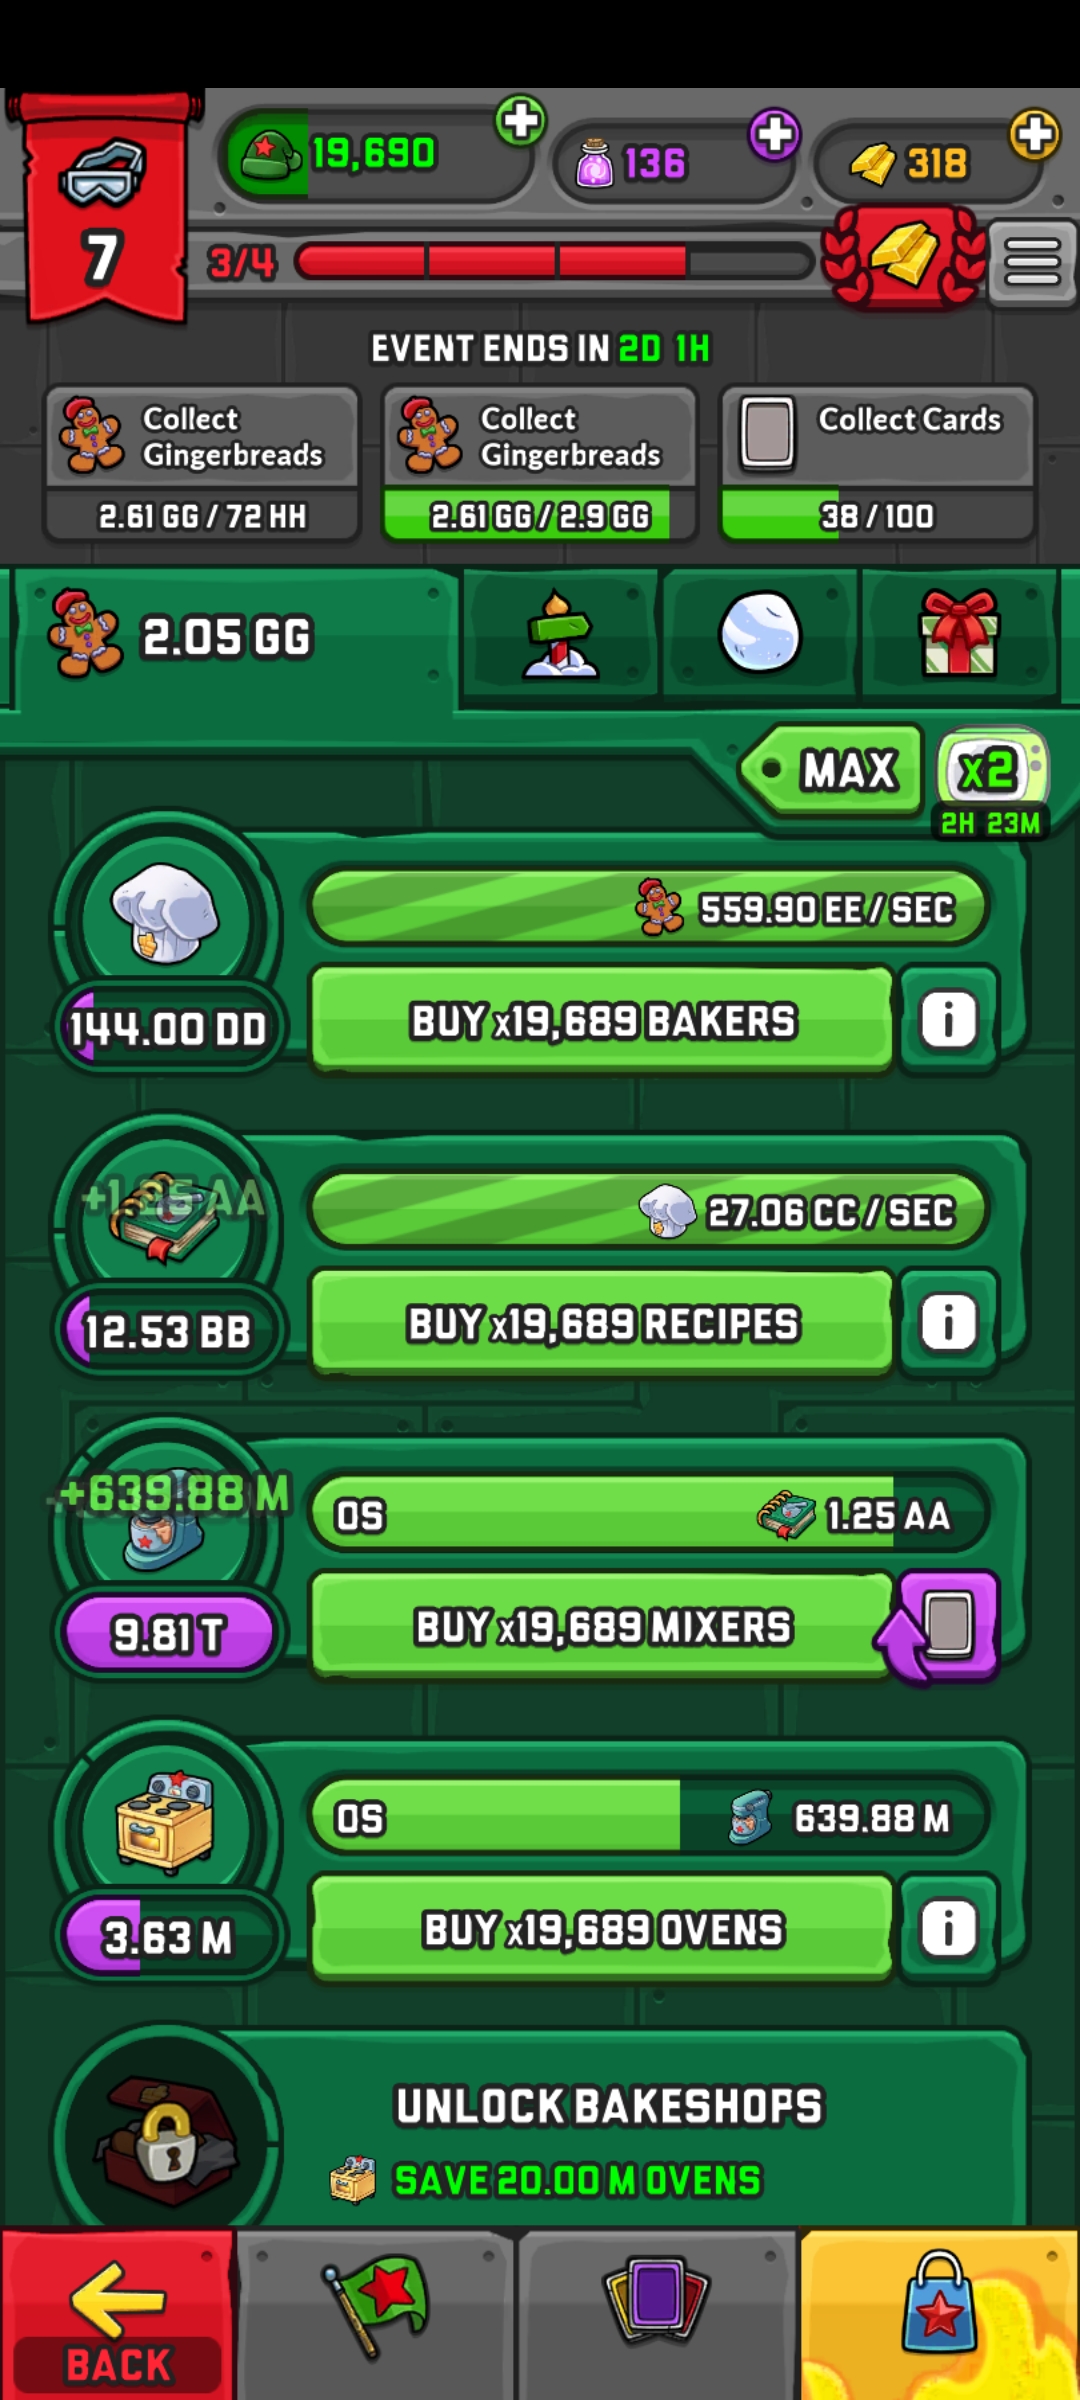 19,690
136
318
7
3/4
EVENT ENDS IN 2D 1H
Collect
Gingerbreads
2.61 GG / 72 HH
Collect
Gingerbreads
2.61 GG / 2.9 GG
Collect Cards
38 / 100
2.05 GG
MAX
x2
2H 23M
559.90 EE / SEC
144.00 DD
BUY x19,689 BAKERS
+1.25 AA
27.06 CC / SEC
12.53 BB
BUY x19,689 RECIPES
+639.88 M
0S
1.25 AA
9.81 T
BUY x19,689 MIXERS
0S
639.88 M
3.63 M
BUY x19,689 OVENS
UNLOCK BAKESHOPS
SAVE 20.00 M OVENS
BACK